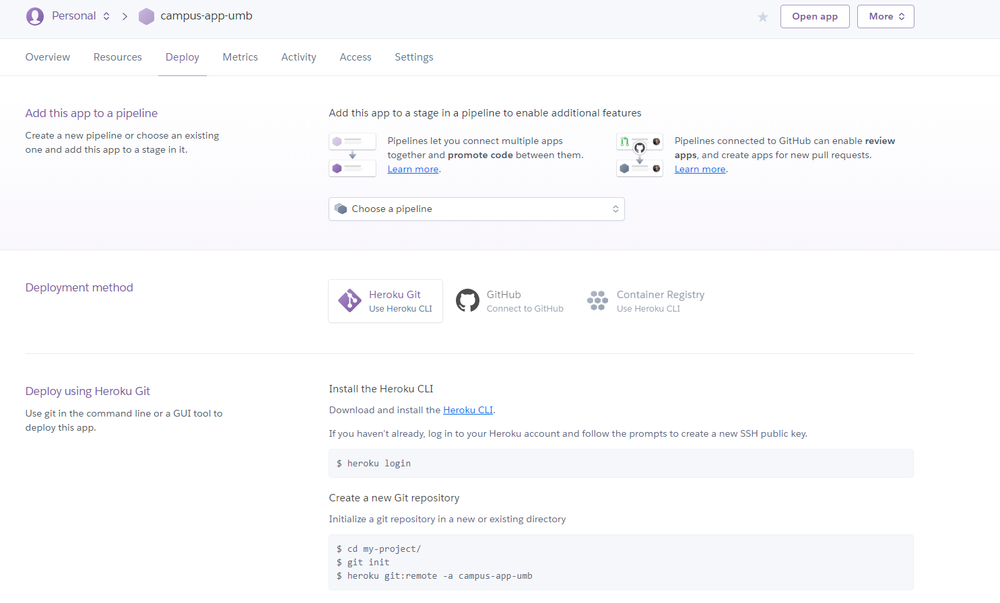 Personal > campus-app-umb
Open app
More
Overview
Resources
Deploy
Metrics
Activity
Access
Settings
Add this app to a pipeline
Create a new pipeline or choose an existing
one and add this app to a stage in it.
Add this app to a stage in a pipeline to enable additional features
Pipelines let you connect multiple apps
together and promote code between them.
Learn more.
Pipelines connected to GitHub can enable review
apps, and create apps for new pull requests.
Learn more.
Choose a pipeline
Deployment method
Heroku Git
Use Heroku CLI
GitHub
Connect to GitHub
Container Registry
Use Heroku CLI
Deploy using Heroku Git
Use git in the command line or a GUI tool to
deploy this app.
Install the Heroku CLI
Download and install the Heroku CLI.
If you haven't already, log in to your Heroku account and follow the prompts to create a new SSH public key.
$ heroku login
Create a new Git repository
Initialize a git repository in a new or existing directory
$ cd my-project/
$ git init
$ heroku git:remote -a campus-app-umb